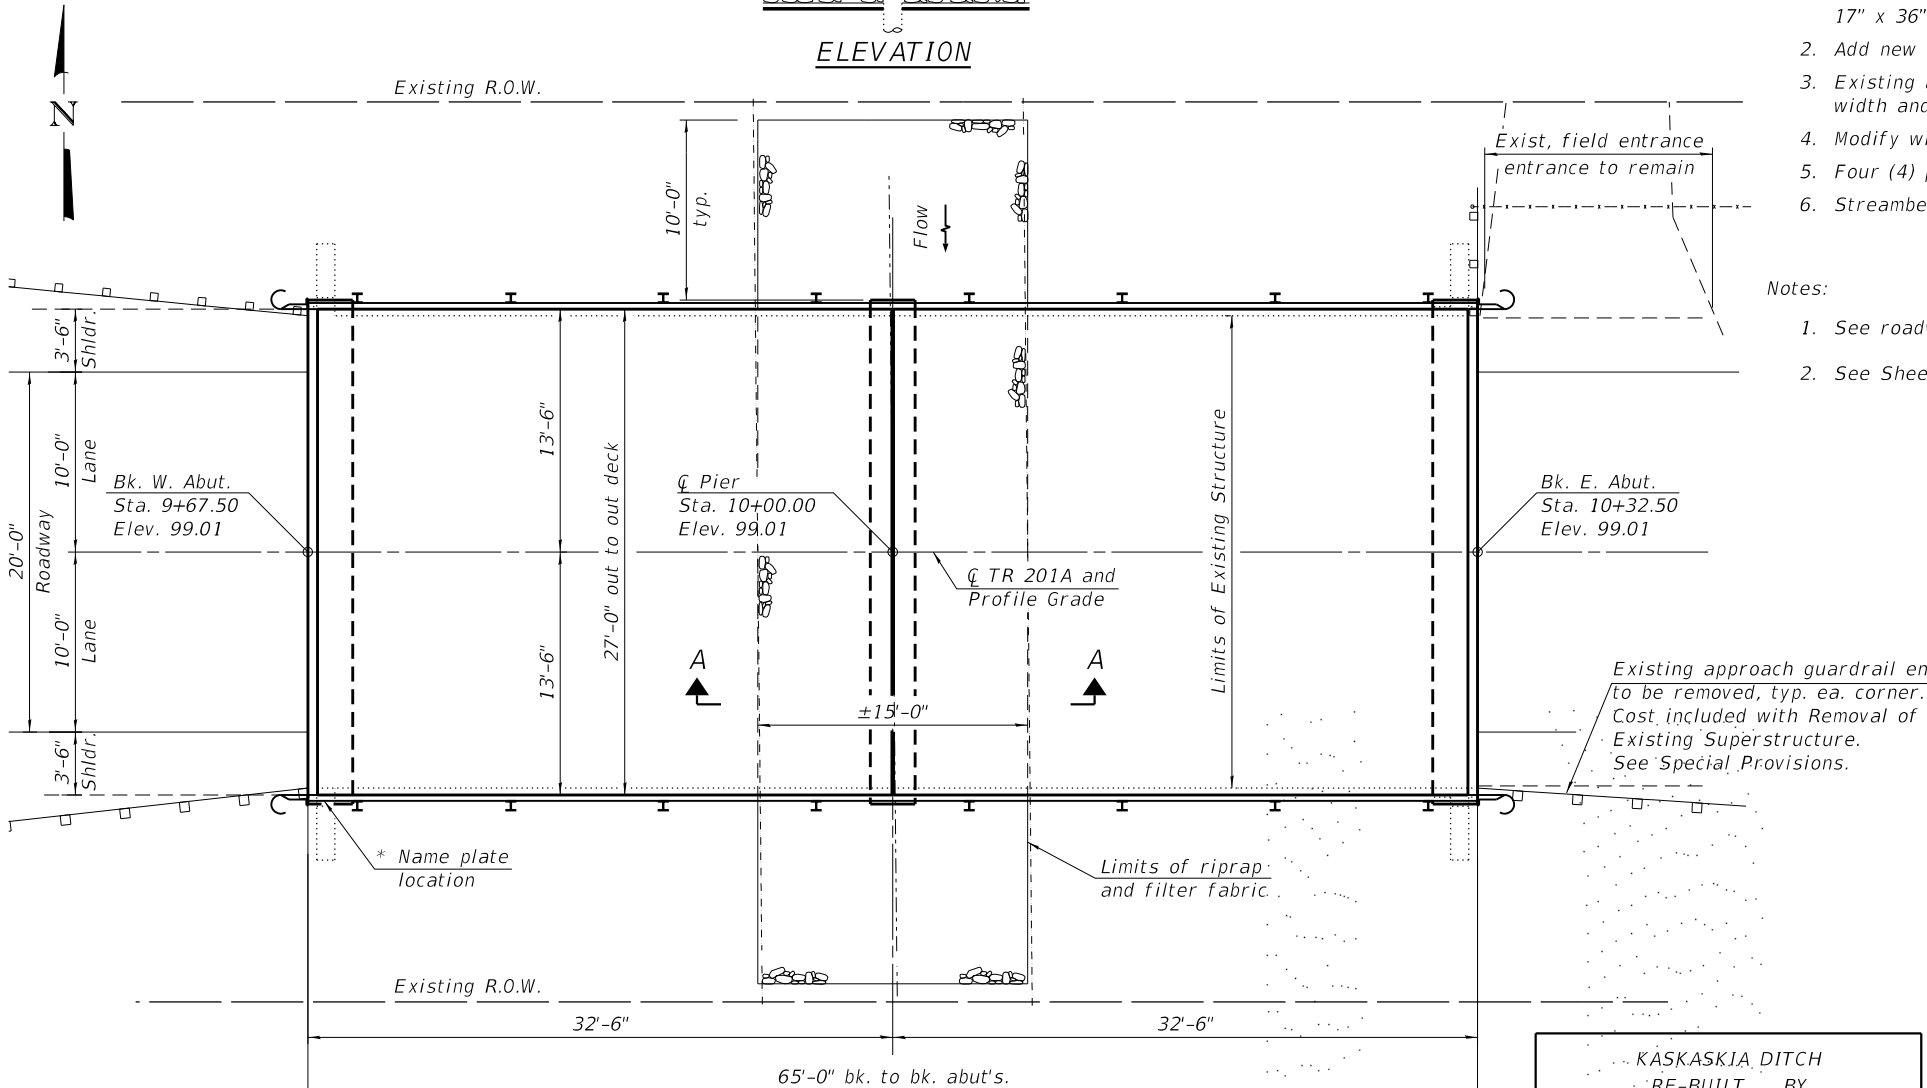 ELEVATION
17" x 36"
2. Add new
3. Existing
width and
4. Modify
5. Four (4)
6. Streambe
N
Existing R.O.W.
Exist, field entrance
entrance to remain
10'-0"
typ.
Flow
Notes:
1. See road
2. See Shee
3'-6"
Shldr.
10'-0"
Lane
20'-0"
Roadway
10'-0"
Lane
3'-6"
Shldr.
Bk. W. Abut.
Sta. 9+67.50
Elev. 99.01
13'-6"
27'-0" out to out deck
13'-6"
℄ Pier
Sta. 10+00.00
Elev. 99.01
℄ TR 201A and
Profile Grade
Limits of Existing Structure
Bk. E. Abut.
Sta. 10+32.50
Elev. 99.01
A
A
±15'-0"
Existing approach guardrail en
to be removed, typ. ea. corner.
Cost included with Removal of
Existing Superstructure.
See Special Provisions.
* Name plate
location
Limits of riprap
and filter fabric
Existing R.O.W.
32'-6"
32'-6"
65'-0" bk. to bk. abut's.
KASKASKIA DITCH
RE-BUILT BY